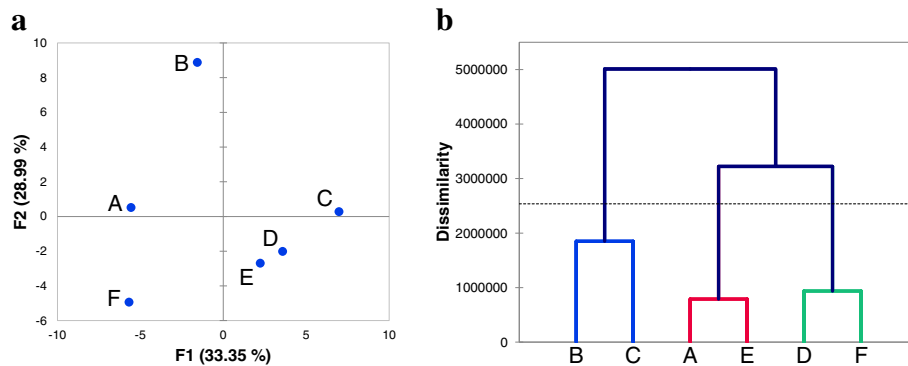 a
10
8
6
4
2
0
-2
-4
-6
-10
-5
0
5
10
F2 (28.99 %)
F1 (33.35 %)
B
A
C
D
E
F
b
5000000
4000000
3000000
2000000
1000000
0
Dissimilarity
B C A E D F